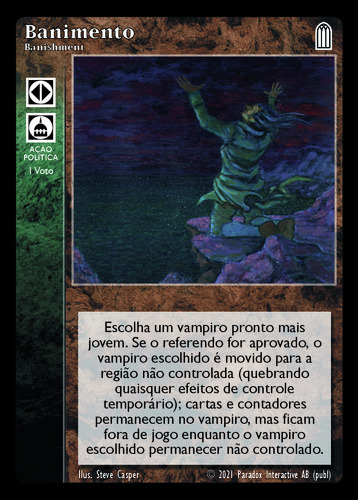 Banimento
Banishment
AÇÃO
POLÍTICA
1 Voto
Escolha um vampiro pronto mais
jovem. Se o referendo for aprovado, o
vampiro escolhido é movido para a
região não controlada (quebrando
quaisquer efeitos de controle
temporário); cartas e contadores
permanecem no vampiro, mas ficam
fora de jogo enquanto o vampiro
escolhido permanecer não controlado.
Ilus. Steve Casper
© 2021 Paradox Interactive AB (publ)